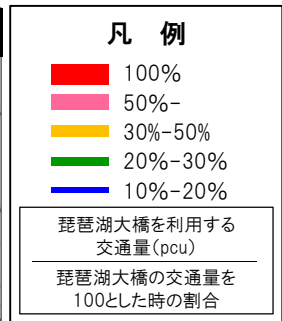 凡 例
100%
50%-
30%-50%
20%-30%
10%-20%
琵琶湖大橋を利用する
交通量(pcu)
琵琶湖大橋の交通量を
100とした時の割合